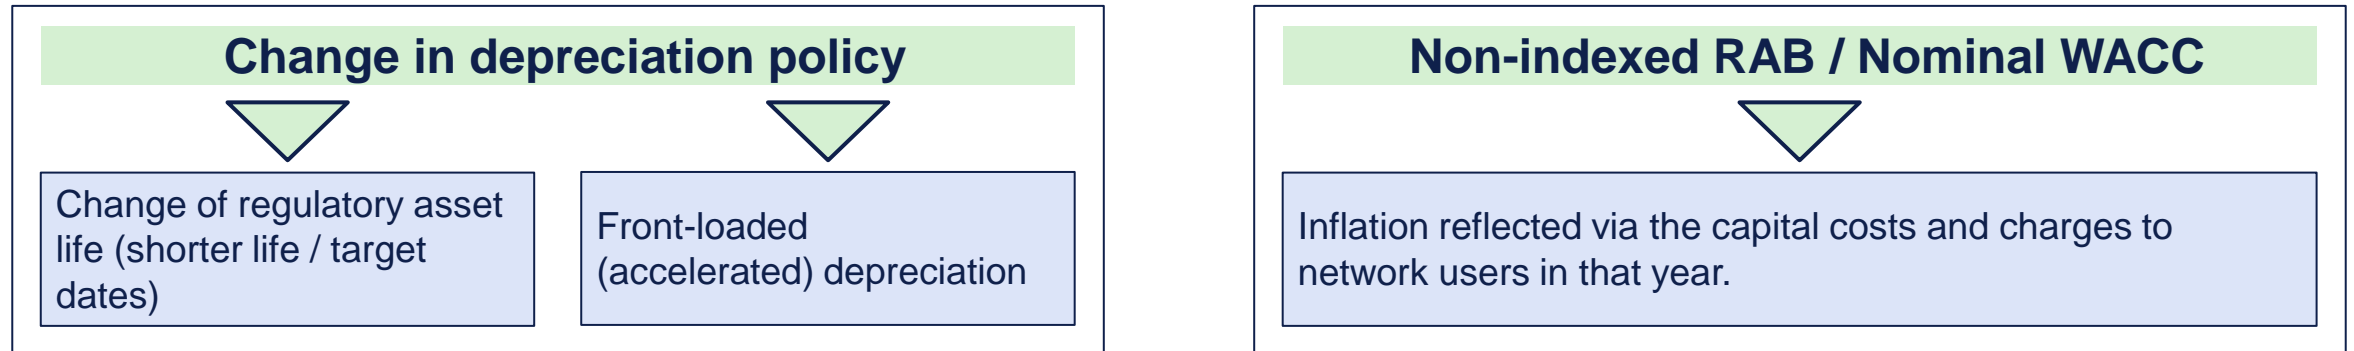 Change in depreciation policy
Change of regulatory asset
life (shorter life / target
dates)
Front-loaded
(accelerated) depreciation
Non-indexed RAB / Nominal WACC
Inflation reflected via the capital costs and charges to
network users in that year.